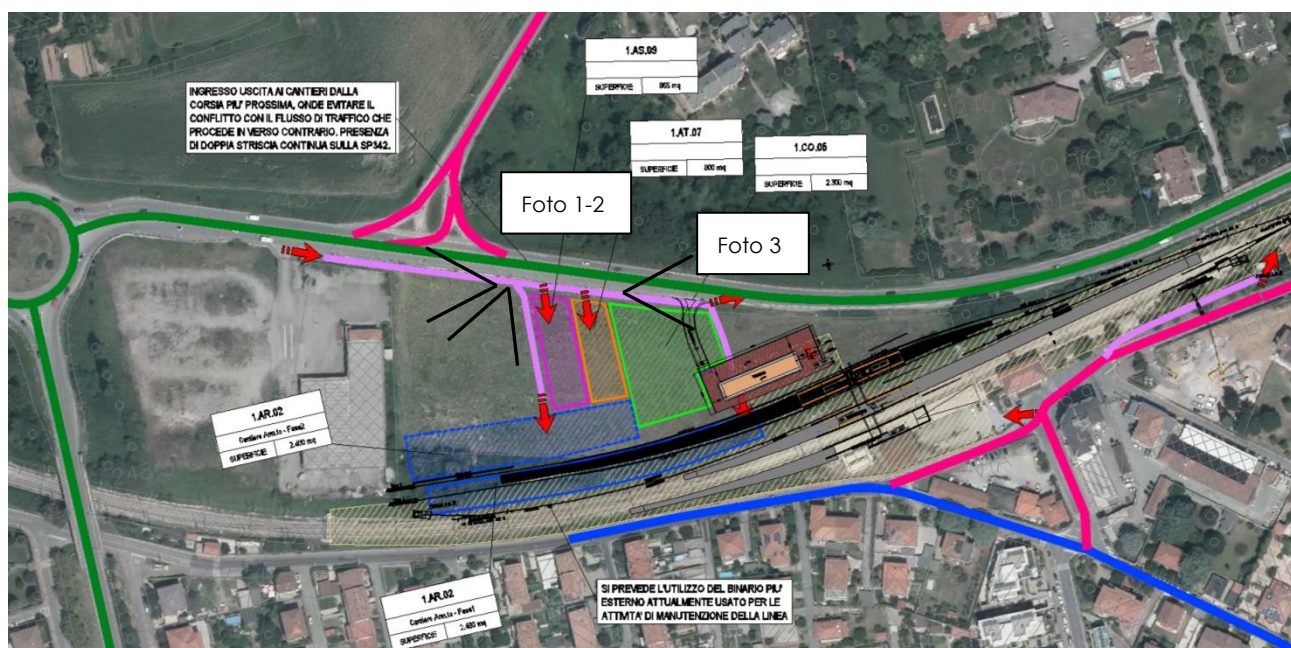 1.AS.09
SUPERFICIE 955 mq
INGRESSO USCITA AI CANTIERI DALLA
CORSIA PIU' PROSSIMA, ONDE EVITARE IL
CONFLITTO CON IL FLUSSO DI TRAFFICO CHE
PROCEDE IN VERSO CONTRARIO. PRESENZA
DI DOPPIA STRISCIA CONTINUA SULLA SP342.
1.AT.07
SUPERFICIE 800 mq
1.CO.05
SUPERFICIE 2.300 mq
Foto 1-2
Foto 3
1.AR.02
Cantiere Arm.to - Fase2
SUPERFICIE 2.400 mq
1.AR.02
Cantiere Arm.to - Fase1
SUPERFICIE 2.480 mq
SI PREVEDE L'UTILIZZO DEL BINARIO PIU'
ESTERNO ATTUALMENTE USATO PER LE
ATTIVITA' DI MANUTENZIONE DELLA LINEA